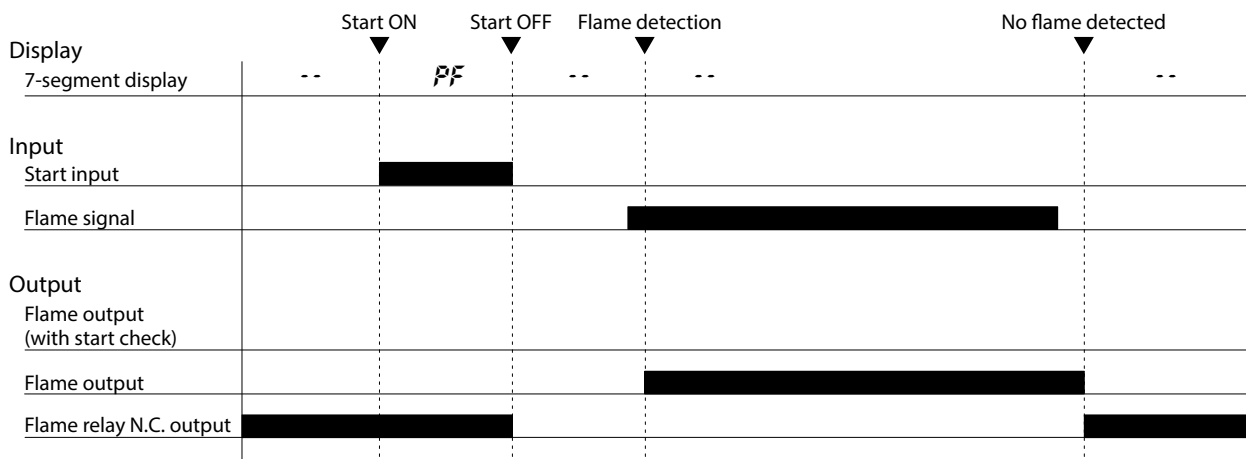 Start ON Start OFF Flame detection No flame detected
Display
7-segment display -- PF -- -- --
Input
Start input
Flame signal
Output
Flame output
(with start check)
Flame output
Flame relay N.C. output